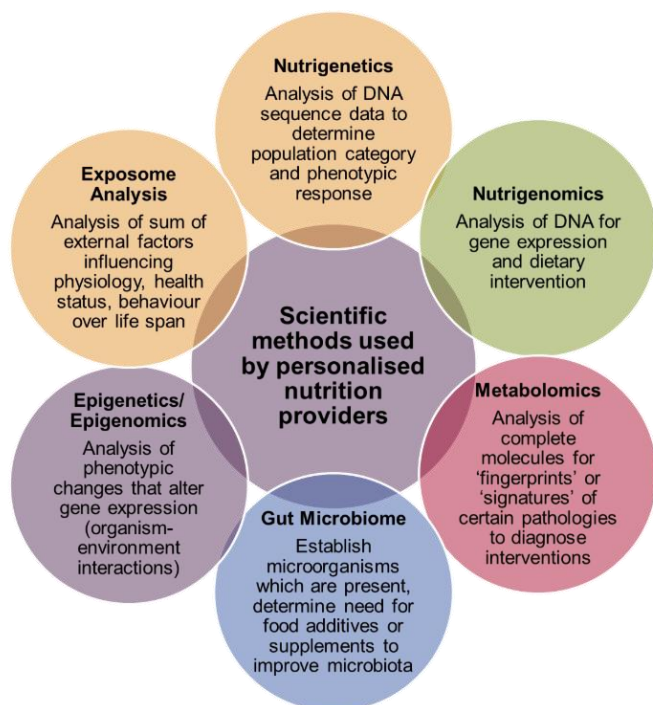 Nutrigenetics
Analysis of DNA
sequence data to
determine
population category
and phenotypic
response
Nutrigenomics
Analysis of DNA for
gene expression
and dietary
intervention
Metabolomics
Analysis of
complete
molecules for
‘fingerprints’ or
‘signatures’ of
certain pathologies
to diagnose
interventions
Gut Microbiome
Establish
microorganisms
which are present,
determine need for
food additives or
supplements to
improve microbiota
Epigenetics/
Epigenomics
Analysis of
phenotypic
changes that alter
gene expression
(organism-
environment
interactions)
Exposome
Analysis
Analysis of sum of
external factors
influencing
physiology, health
status, behaviour
over life span
Scientific
methods used
by personalised
nutrition
providers